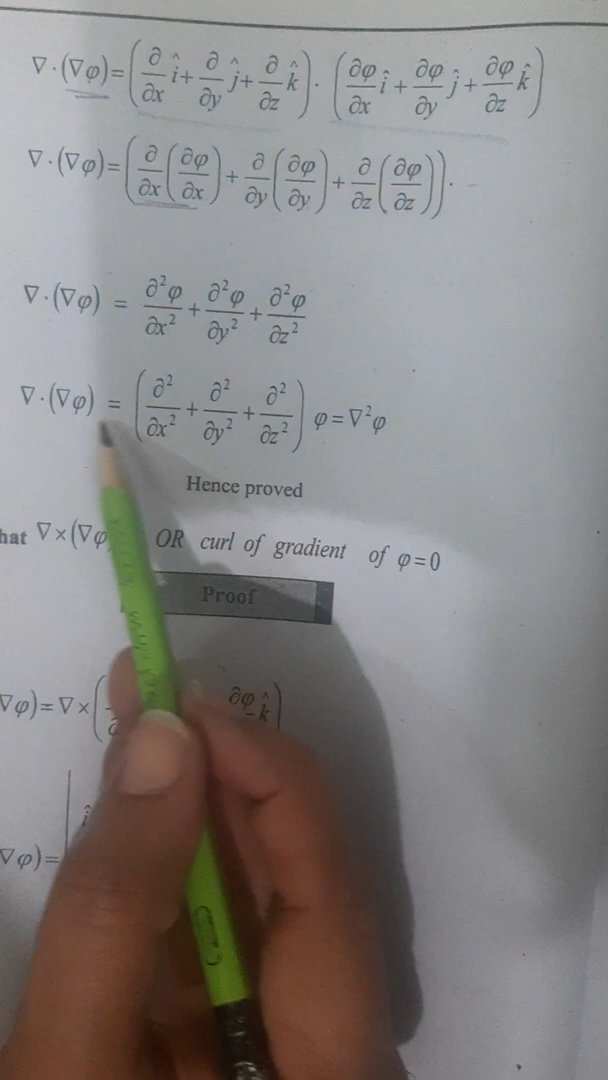 ∇·(∇φ)=(∂/∂x î+∂/∂y ĵ+∂/∂z k̂)·(∂φ/∂x î+∂φ/∂y ĵ+∂φ/∂z k̂)
∇·(∇φ)=(∂/∂x(∂φ/∂x)+∂/∂y(∂φ/∂y)+∂/∂z(∂φ/∂z))·
∇·(∇φ) = ∂²φ/∂x²+∂²φ/∂y²+∂²φ/∂z²
∇·(∇φ) = (∂²/∂x²+∂²/∂y²+∂²/∂z²) φ=∇²φ
Hence proved
hat ∇×(∇φ OR curl of gradient of φ=0
Proof
∇φ)=∇×( ∂φ k̂)
î
∇φ)=|